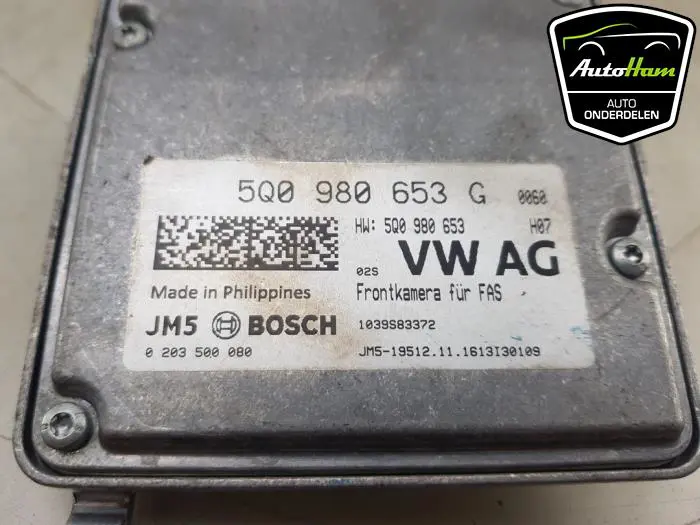 AutoHam
AUTO
ONDERDELEN
5Q0 980 653 G 0060
HW: 5Q0 980 653 H07
02S VW AG
Made in Philippines
Frontkamera für FAS
JM5 BOSCH
1039S83372
0 203 500 080
JM5-19512.11.1613I30109